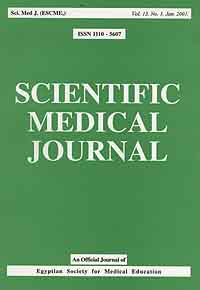 Sci. Med J. (ESCME,)
Vol. 13, No. 1, Jan. 2001.
ISSN 1110 - 5607
SCIENTIFIC
MEDICAL
JOURNAL
An Official Journal of
Egyptian Society for Medical Education